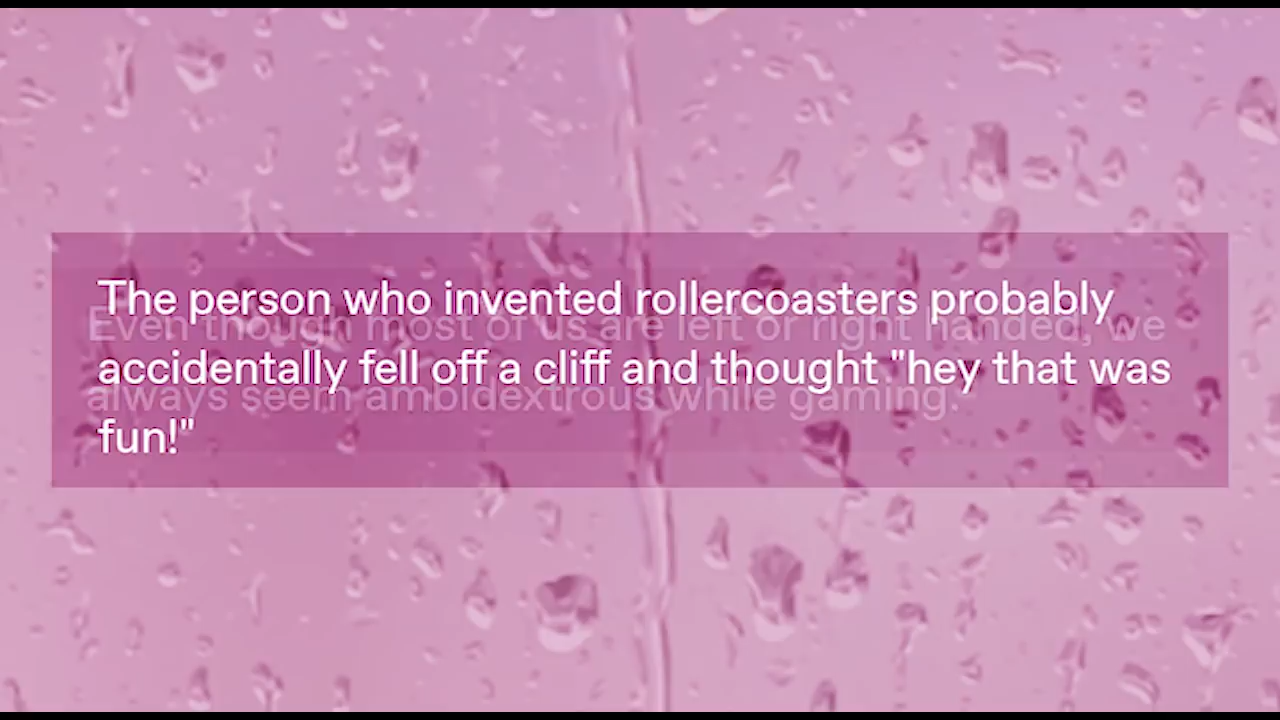 The person who invented rollercoasters probably
accidentally fell off a cliff and thought "hey that was
fun!"
Even though most of us are left or right handed, we
always seem ambidextrous while gaming.